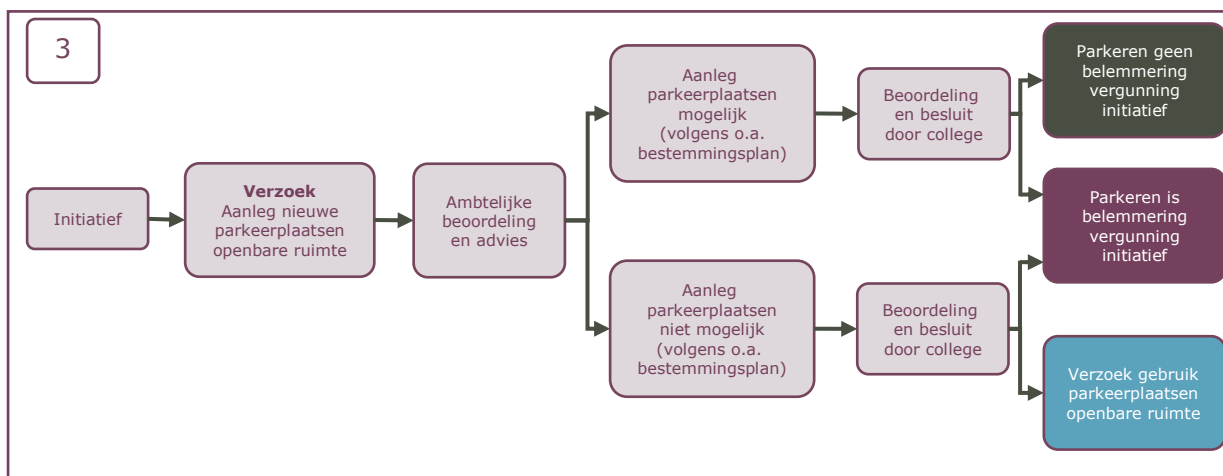 3
Initiatief
Verzoek
Aanleg nieuwe
parkeerplaatsen
openbare ruimte
Ambtelijke
beoordeling
en advies
Aanleg
parkeerplaatsen
mogelijk
(volgens o.a.
bestemmingsplan)
Beoordeling
en besluit
door college
Parkeren geen
belemmering
vergunning
initiatief
Parkeren is
belemmering
vergunning
initiatief
Aanleg
parkeerplaatsen
niet mogelijk
(volgens o.a.
bestemmingsplan)
Beoordeling
en besluit
door college
Verzoek gebruik
parkeerplaatsen
openbare ruimte